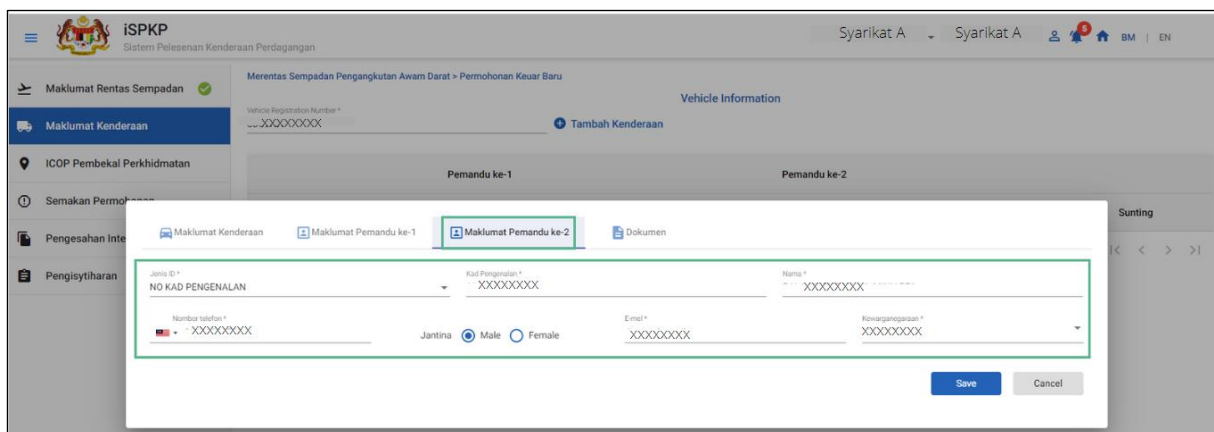 iSPKP
Sistem Pelesenan Kenderaan Perdagangan
Syarikat A Syarikat A 5 BM | EN
Maklumat Rentas Sempadan
Maklumat Kenderaan
ICOP Pembekal Perkhidmatan
Semakan Permohonan
Pengesahan Inte
Pengisytiharan
Merentas Sempadan Pengangkutan Awam Darat > Permohonan Keuar Baru
Vehicle Information
Vehicle Registration Number *
XXXXXXXXX
Tambah Kenderaan
Pemandu ke-1 Pemandu ke-2
Sunting
|< < > >|
Maklumat Kenderaan Maklumat Pemandu ke-1 Maklumat Pemandu ke-2 Dokumen
Jenis ID * Kad Pengenalan * Nama *
NO KAD PENGENALAN XXXXXXXX XXXXXXXX
Nombor telefon * E-mel * Kewarganegaraan *
XXXXXXXX Jantina Male Female XXXXXXXX XXXXXXXX
Save Cancel